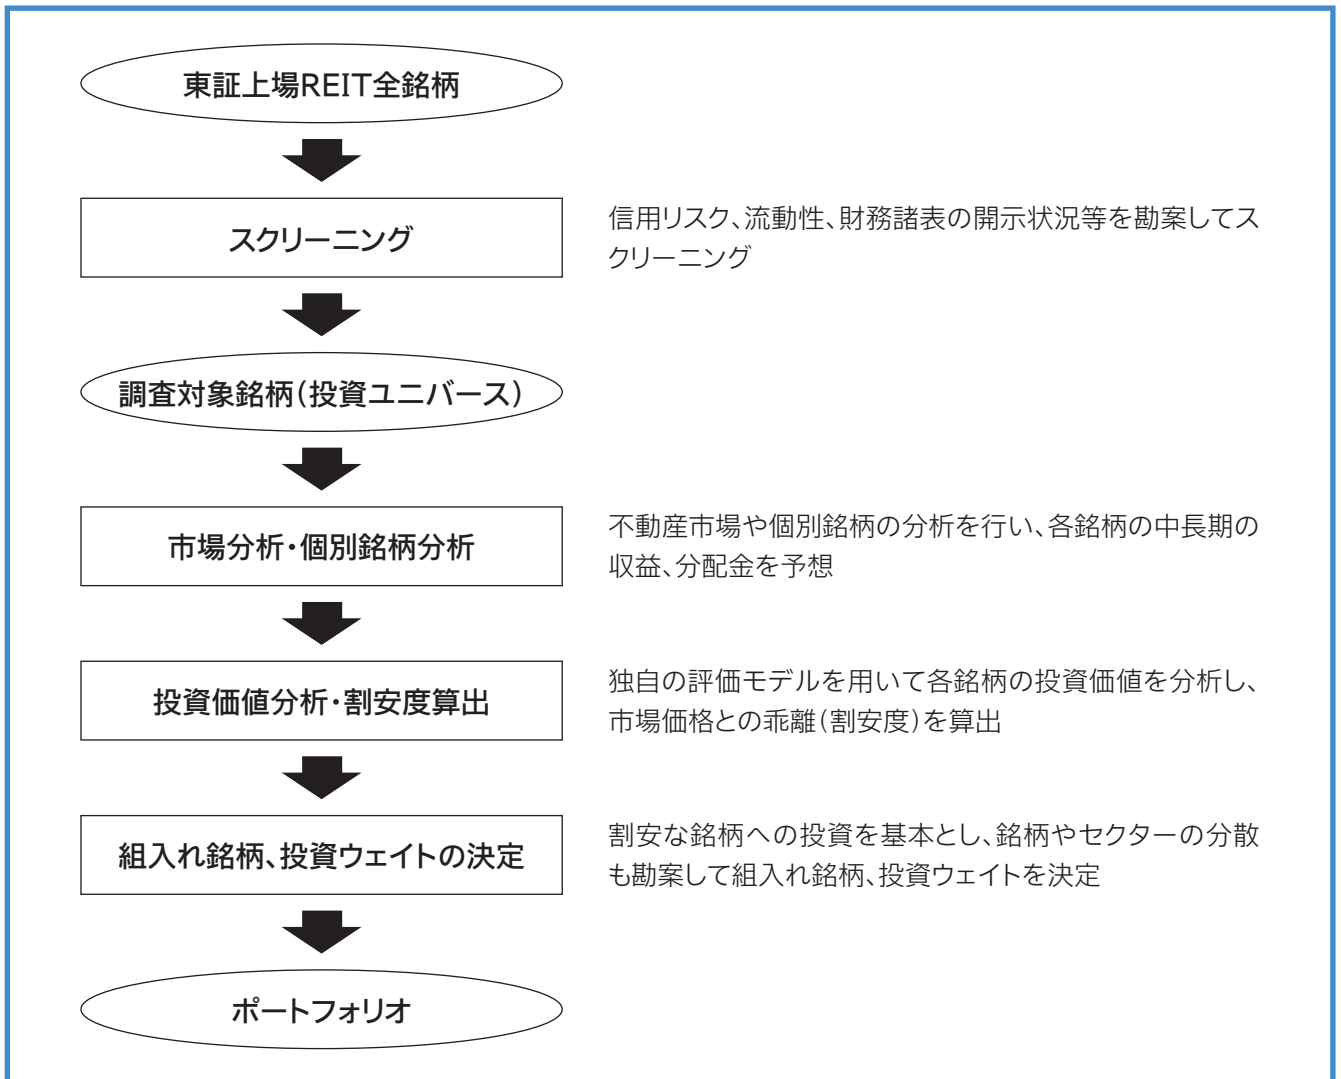 東証上場REIT全銘柄
スクリーニング
信用リスク、流動性、財務諸表の開示状況等を勘案してス
クリーニング
調査対象銘柄(投資ユニバース)
市場分析・個別銘柄分析
不動産市場や個別銘柄の分析を行い、各銘柄の中長期の
収益、分配金を予想
投資価値分析・割安度算出
独自の評価モデルを用いて各銘柄の投資価値を分析し、
市場価格との乖離(割安度)を算出
組入れ銘柄、投資ウェイトの決定
割安な銘柄への投資を基本とし、銘柄やセクターの分散
も勘案して組入れ銘柄、投資ウェイトを決定
ポートフォリオ